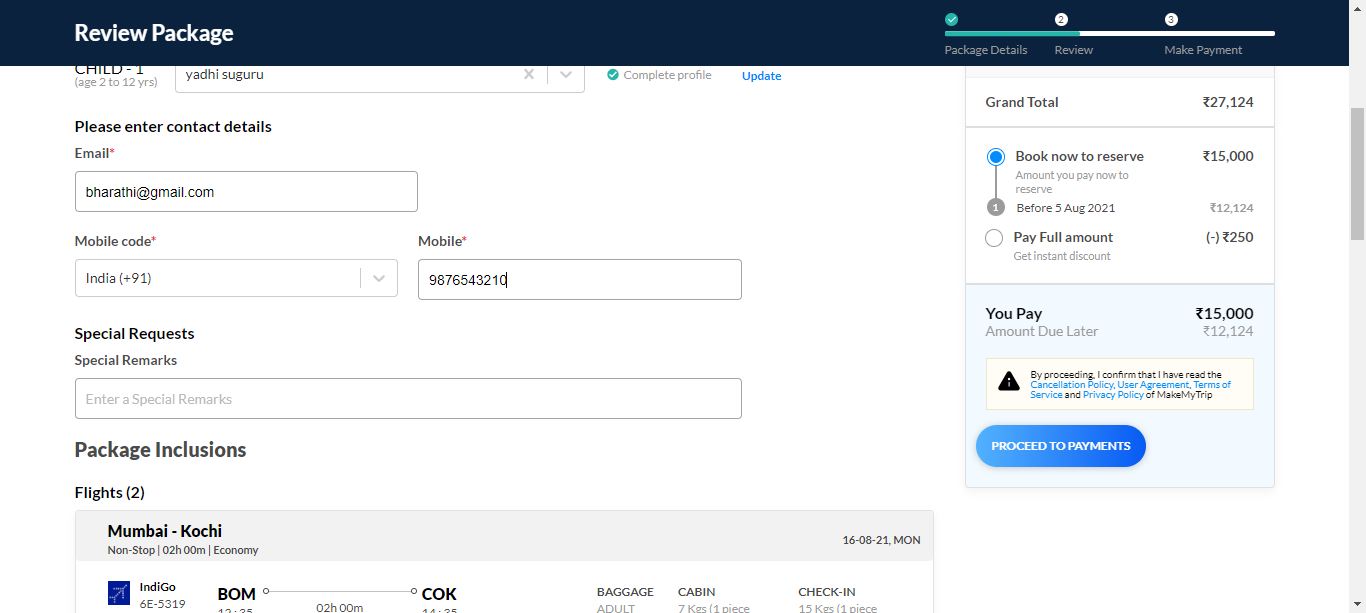 Review Package
1
2
3
Package Details
Review
Make Payment
CHILD - 1
(age 2 to 12 yrs)
yadhi suguru
Complete profile
Update
Please enter contact details
Email*
bharathi@gmail.com
Mobile code*
Mobile*
India (+91)
9876543210
Special Requests
Special Remarks
Enter a Special Remarks
Package Inclusions
Flights (2)
Mumbai - Kochi
Non-Stop | 02h 00m | Economy
16-08-21, MON
IndiGo
6E-5319
BOM
COK
12:35
02h 00m
14:35
BAGGAGE
CABIN
CHECK-IN
ADULT
7 Kgs (1 piece
15 Kgs (1 piece
Grand Total
₹27,124
Book now to reserve
₹15,000
Amount you pay now to
reserve
1
Before 5 Aug 2021
₹12,124
Pay Full amount
(-) ₹250
Get instant discount
You Pay
₹15,000
Amount Due Later
₹12,124
By proceeding, I confirm that I have read the
Cancellation Policy, User Agreement, Terms of
Service and Privacy Policy of MakeMyTrip
PROCEED TO PAYMENTS